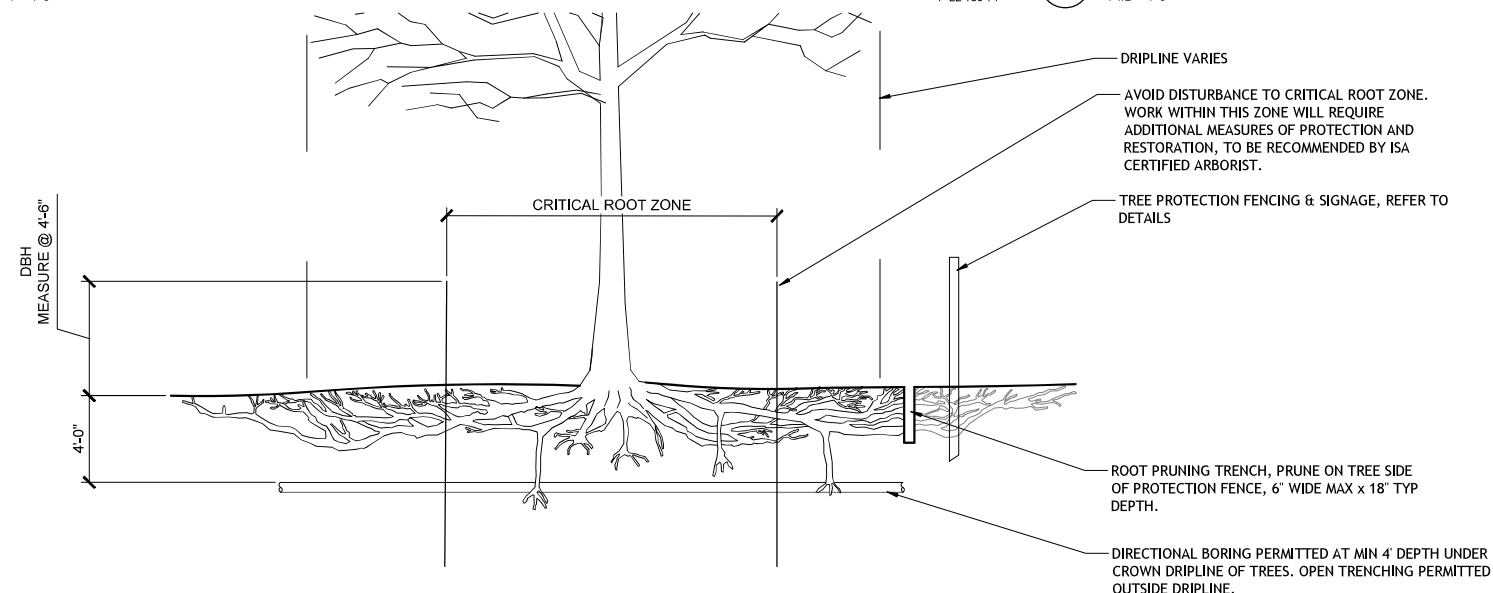 DRIPLINE VARIES
AVOID DISTURBANCE TO CRITICAL ROOT ZONE.
WORK WITHIN THIS ZONE WILL REQUIRE
ADDITIONAL MEASURES OF PROTECTION AND
RESTORATION, TO BE RECOMMENDED BY ISA
CERTIFIED ARBORIST.
TREE PROTECTION FENCING & SIGNAGE, REFER TO
DETAILS
CRITICAL ROOT ZONE
DBH
MEASURE @ 4'-6"
4'-0"
ROOT PRUNING TRENCH, PRUNE ON TREE SIDE
OF PROTECTION FENCE, 6" WIDE MAX x 18" TYP
DEPTH.
DIRECTIONAL BORING PERMITTED AT MIN 4' DEPTH UNDER
CROWN DRIPLINE OF TREES. OPEN TRENCHING PERMITTED
OUTSIDE DRIPLINE.